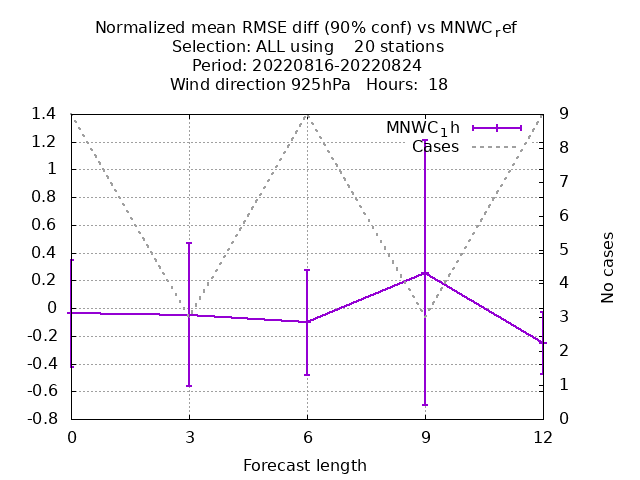 Normalized mean RMSE diff (90% conf) vs MNWC_ref
Selection: ALL using    20 stations
Period: 20220816-20220824
Wind direction 925hPa   Hours:  18
MNWC_1h
Cases
1.4
1.2
1
0.8
0.6
0.4
0.2
0
-0.2
-0.4
-0.6
-0.8
9
8
7
6
5
4
3
2
1
0
No cases
0 3 6 9 12
Forecast length